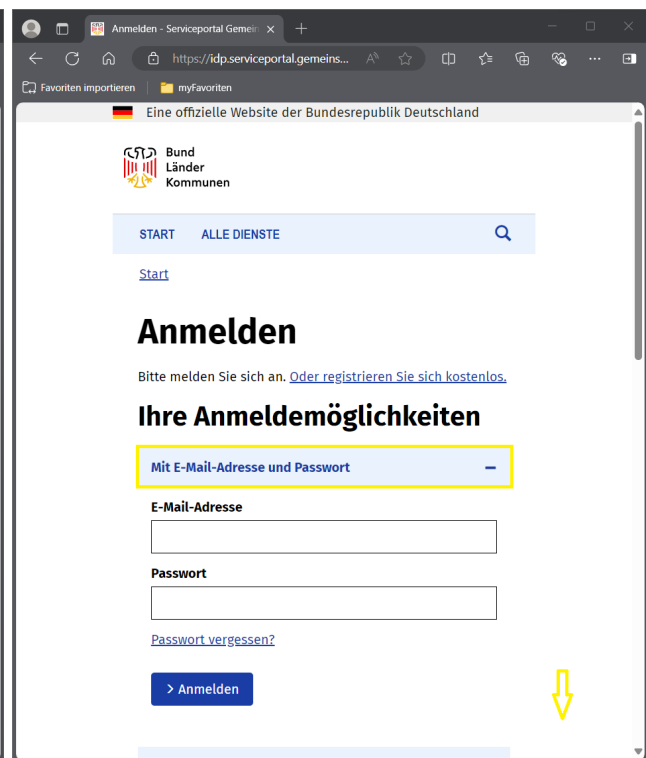 Anmelden - Serviceportal Gemein
https://idp.serviceportal.gemeins...
Favoriten importieren
myFavoriten
Eine offizielle Website der Bundesrepublik Deutschland
Bund
Länder
Kommunen
START ALLE DIENSTE
Start
Anmelden
Bitte melden Sie sich an. Oder registrieren Sie sich kostenlos.
Ihre Anmeldemöglichkeiten
Mit E-Mail-Adresse und Passwort
E-Mail-Adresse
Passwort
Passwort vergessen?
> Anmelden